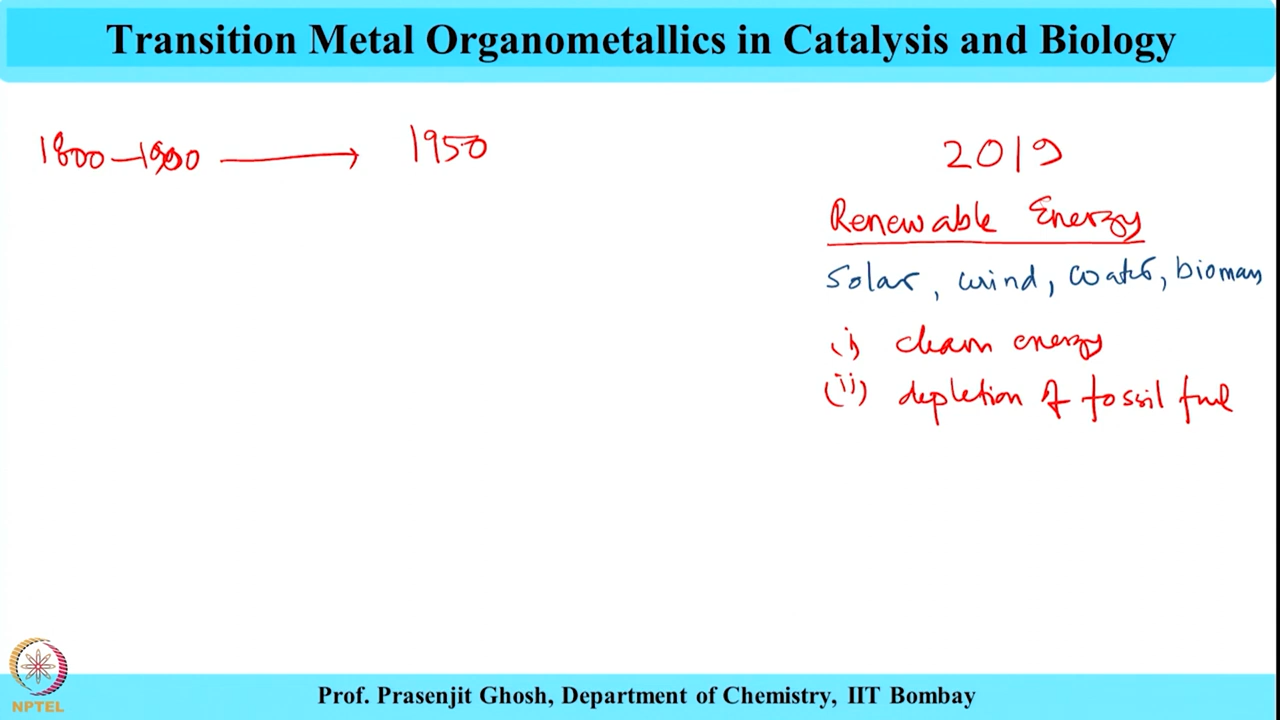 Transition Metal Organometallics in Catalysis and Biology
1800-1900 → 1950
2019
Renewable Energy
Solar, wind, water, biomass
(i) clean energy
(ii) depletion of fossil fuel
NPTEL
Prof. Prasenjit Ghosh, Department of Chemistry, IIT Bombay